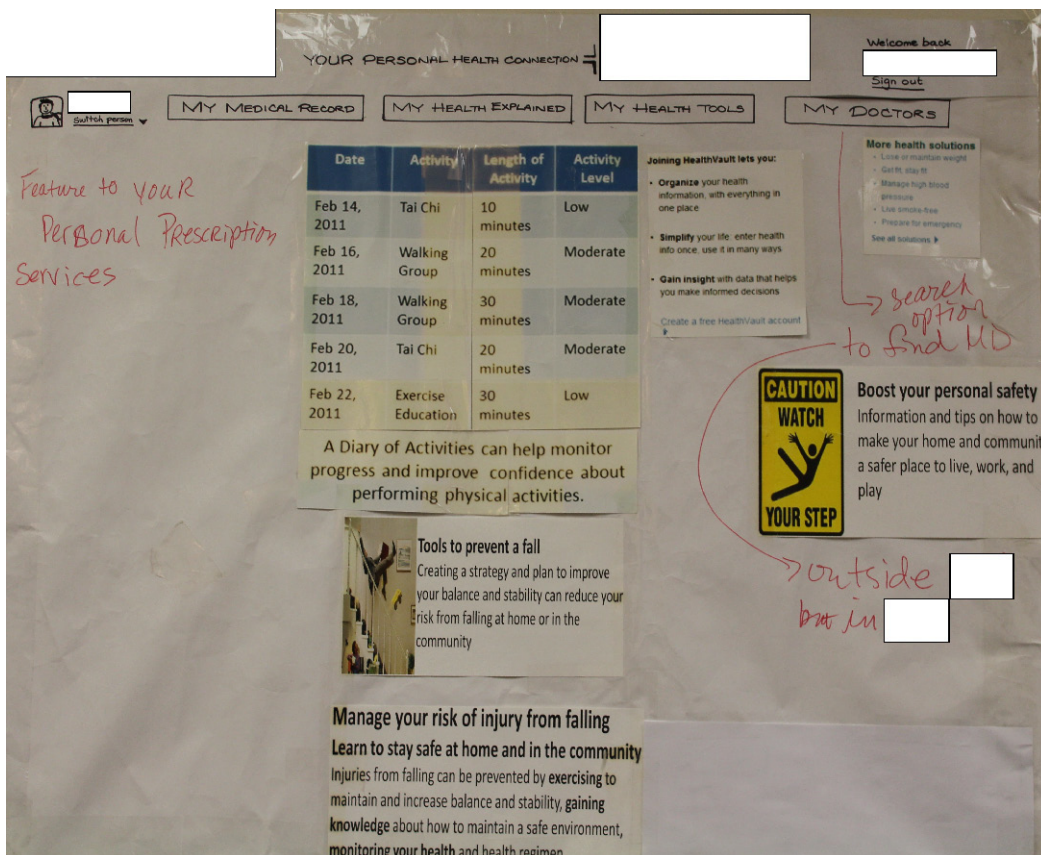 YOUR PERSONAL HEALTH CONNECTION
Welcome back
Sign out
Switch person
MY MEDICAL RECORD
MY HEALTH EXPLAINED
MY HEALTH TOOLS
MY DOCTORS
Feature to youR
Personal Prescription
Services
Date Activity Length of Activity Activity Level
Feb 14, 2011 Tai Chi 10 minutes Low
Feb 16, 2011 Walking Group 20 minutes Moderate
Feb 18, 2011 Walking Group 30 minutes Moderate
Feb 20, 2011 Tai Chi 20 minutes Moderate
Feb 22, 2011 Exercise Education 30 minutes Low
A Diary of Activities can help monitor
progress and improve confidence about
performing physical activities.
Joining HealthVault lets you:
• Organize your health
information, with everything in
one place
• Simplify your life: enter health
info once, use it in many ways
• Gain insight with data that helps
you make informed decisions
Create a free HealthVault account
More health solutions
• Lose or maintain weight
• Get fit, stay fit
• Manage high blood
pressure
• Live smoke-free
• Prepare for emergency
See all solutions
search
option
to find MD
CAUTION
WATCH
YOUR STEP
Boost your personal safety
Information and tips on how to
make your home and communit
a safer place to live, work, and
play
outside
but in
Tools to prevent a fall
Creating a strategy and plan to improve
your balance and stability can reduce your
risk from falling at home or in the
community
Manage your risk of injury from falling
Learn to stay safe at home and in the community
Injuries from falling can be prevented by exercising to
maintain and increase balance and stability, gaining
knowledge about how to maintain a safe environment,
monitoring your health and health regimen